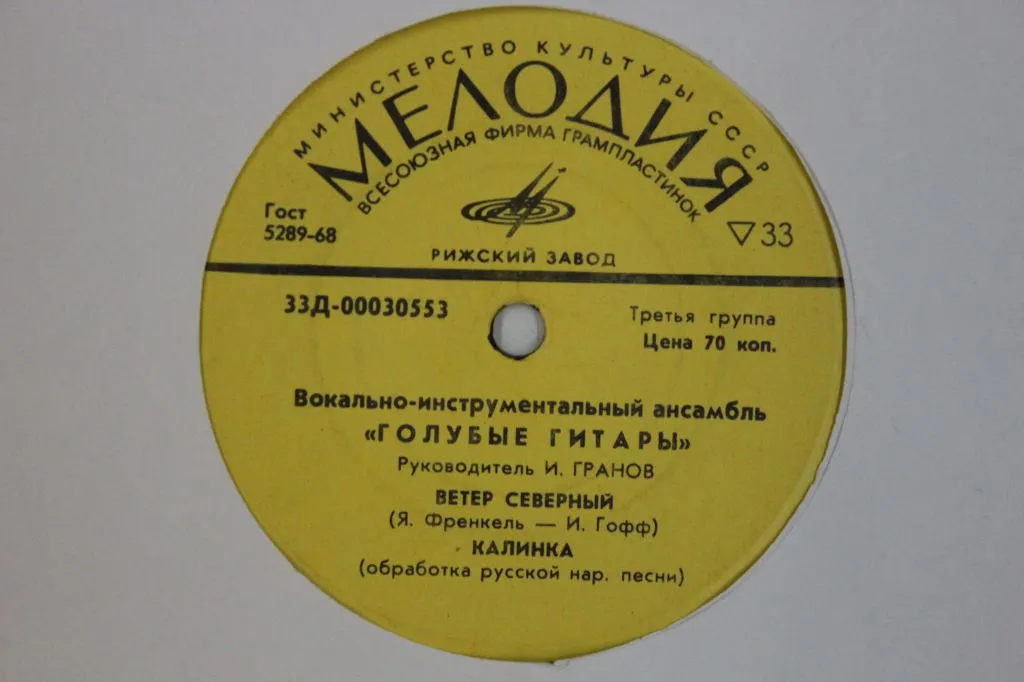 МИНИСТЕРСТВО КУЛЬТУРЫ СССР
МЕЛОДИЯ
ВСЕСОЮЗНАЯ ФИРМА ГРАМПЛАСТИНОК
Гост
5289-68
▽33
РИЖСКИЙ ЗАВОД
33Д-00030553
Третья группа
Цена 70 коп.
Вокально-инструментальный ансамбль
«ГОЛУБЫЕ ГИТАРЫ»
Руководитель И. ГРАНОВ
ВЕТЕР СЕВЕРНЫЙ
(Я. Френкель — И. Гофф)
КАЛИНКА
(обработка русской нар. песни)